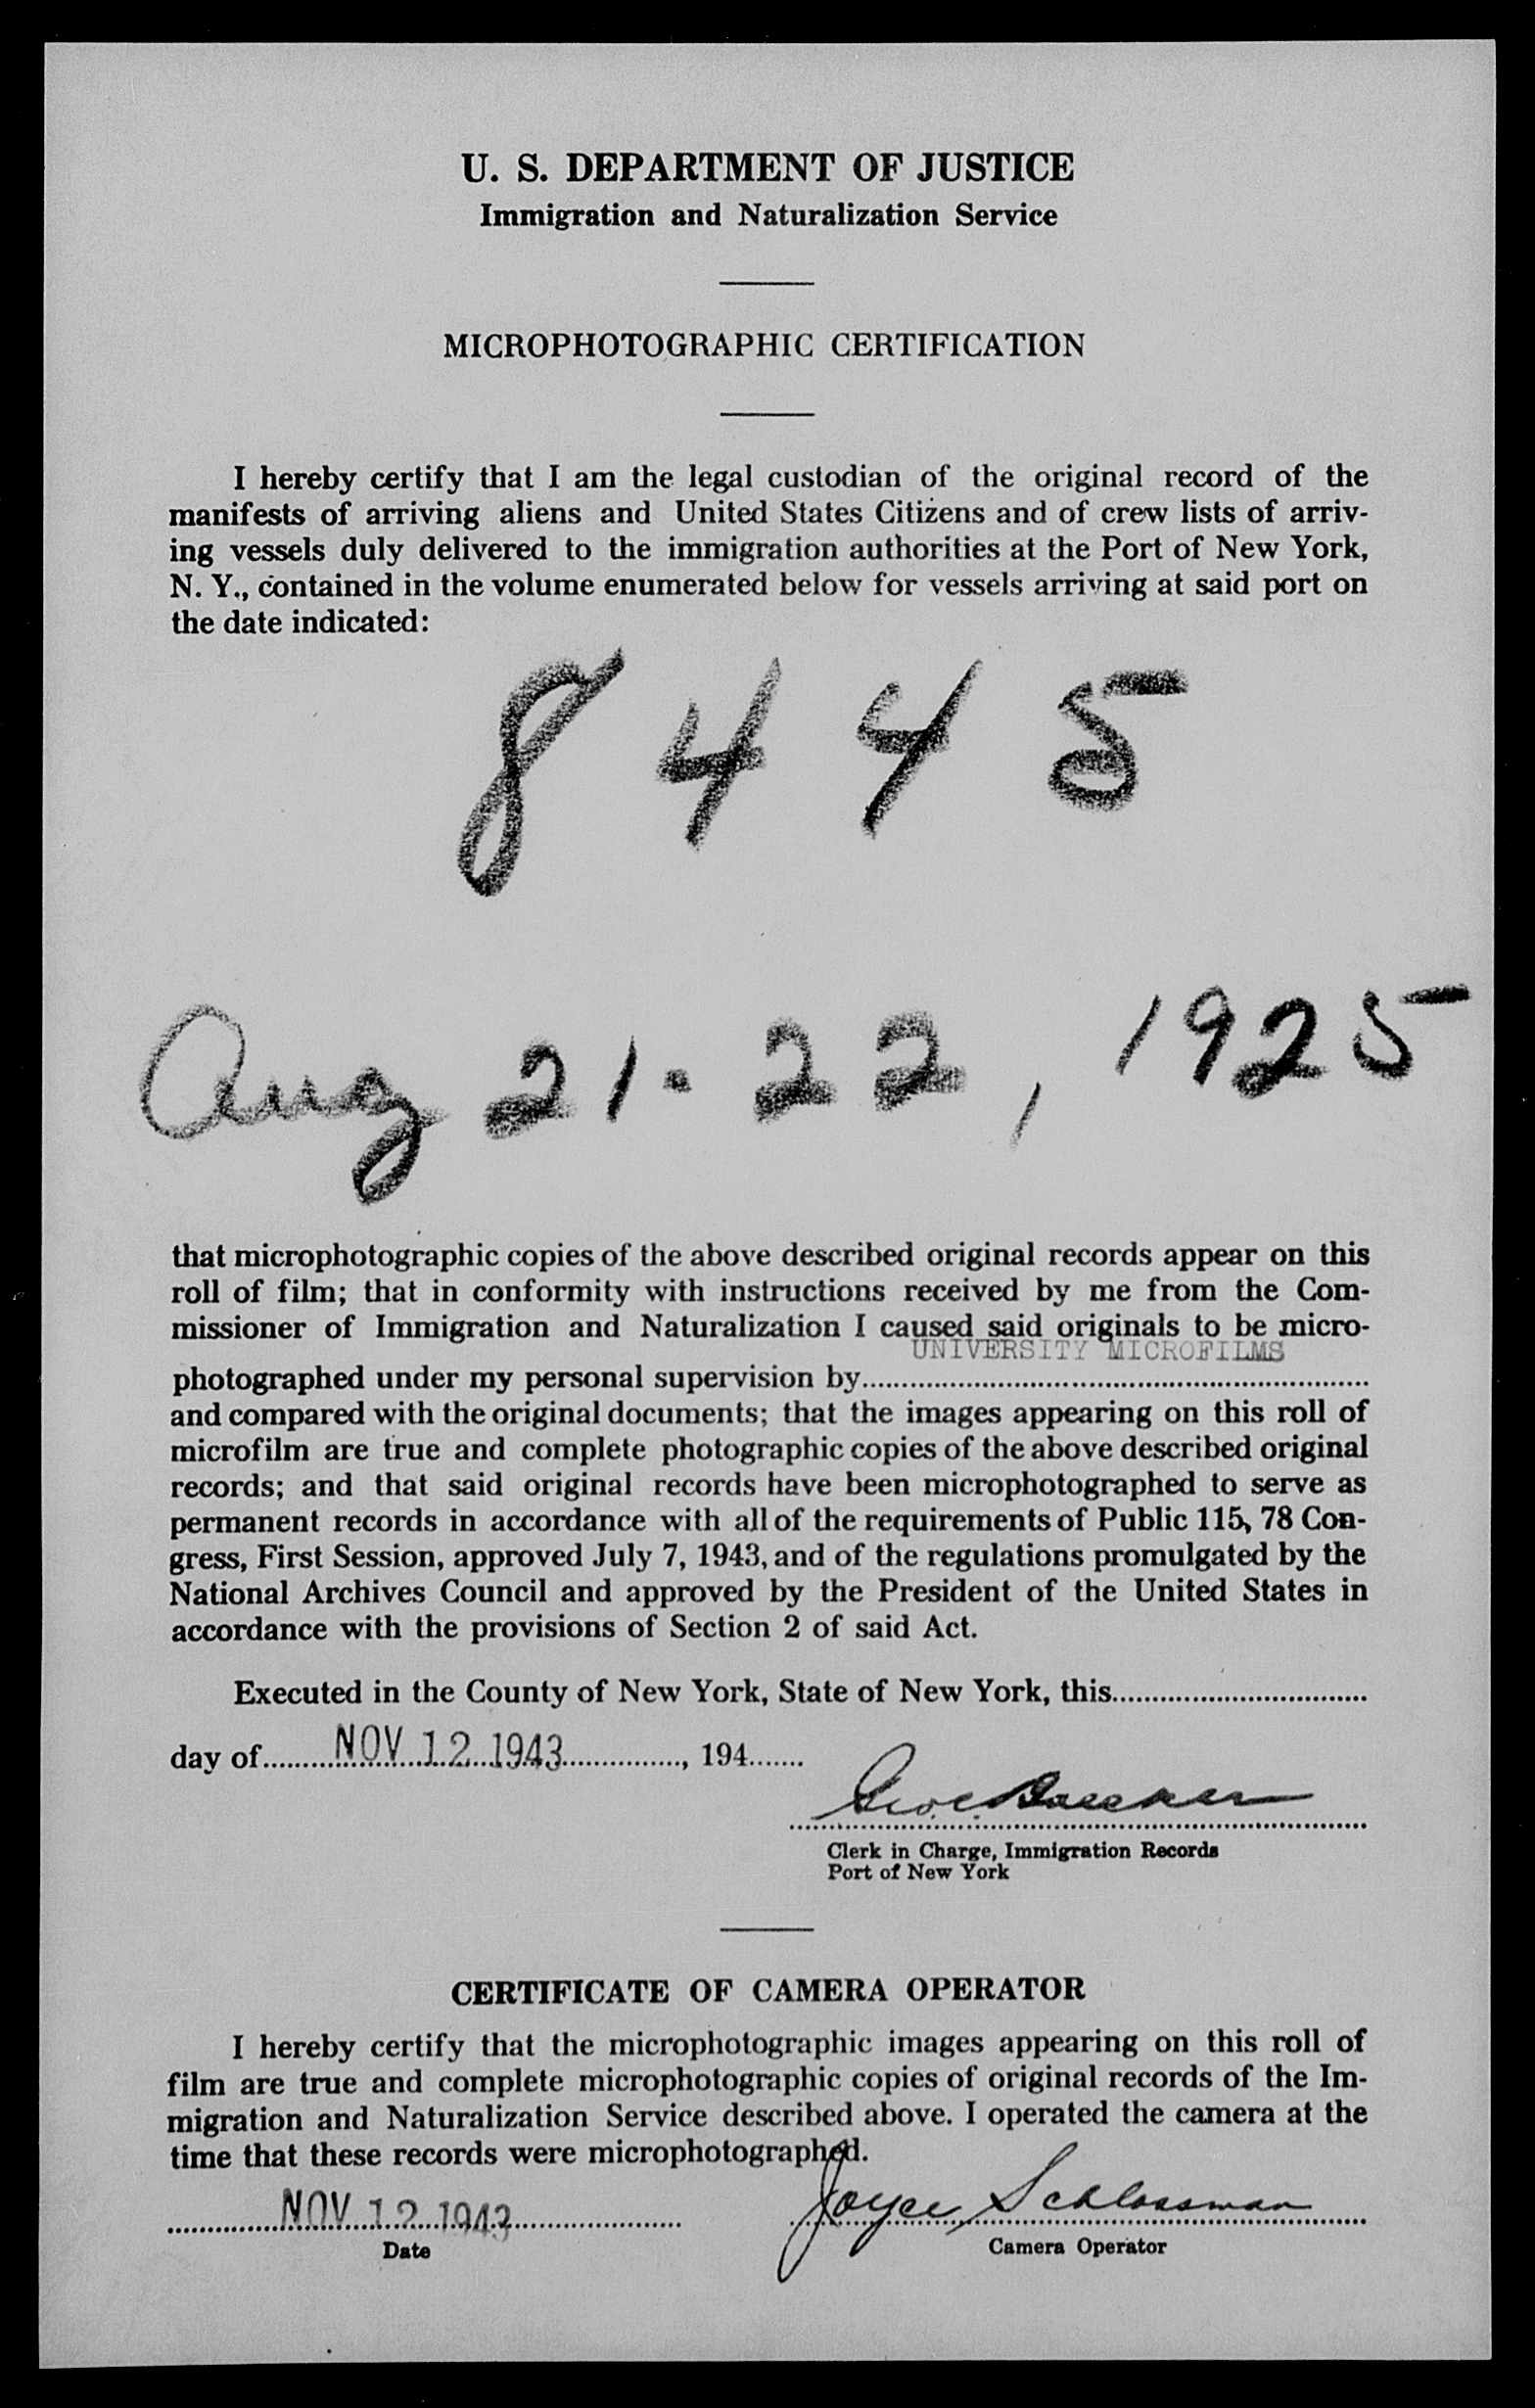 U. S. DEPARTMENT OF JUSTICE
Immigration and Naturalization Service
MICROPHOTOGRAPHIC CERTIFICATION
I hereby certify that I am the legal custodian of the original record of the
manifests of arriving aliens and United States Citizens and of crew lists of arriv-
ing vessels duly delivered to the immigration authorities at the Port of New York,
N. Y., contained in the volume enumerated below for vessels arriving at said port on
the date indicated:
8445
Aug 21-22, 1925
that microphotographic copies of the above described original records appear on this
roll of film; that in conformity with instructions received by me from the Com-
missioner of Immigration and Naturalization I caused said originals to be micro-
UNIVERSITY MICROFILMS
photographed under my personal supervision by
and compared with the original documents; that the images appearing on this roll of
microfilm are true and complete photographic copies of the above described original
records; and that said original records have been microphotographed to serve as
permanent records in accordance with all of the requirements of Public 115, 78 Con-
gress, First Session, approved July 7, 1943, and of the regulations promulgated by the
National Archives Council and approved by the President of the United States in
accordance with the provisions of Section 2 of said Act.
Executed in the County of New York, State of New York, this
day of NOV 12 1943, 194
Clerk in Charge, Immigration Records
Port of New York
CERTIFICATE OF CAMERA OPERATOR
I hereby certify that the microphotographic images appearing on this roll of
film are true and complete microphotographic copies of original records of the Im-
migration and Naturalization Service described above. I operated the camera at the
time that these records were microphotographed.
NOV 12 1943 Joyce Schlossman
Date Camera Operator